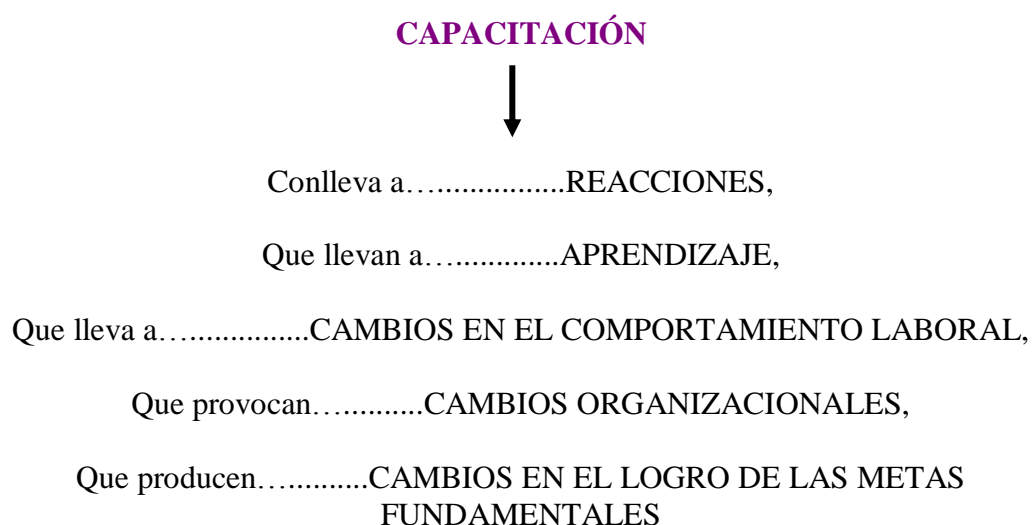 CAPACITACIÓN
Conlleva a…................REACCIONES,
Que llevan a….............APRENDIZAJE,
Que lleva a…...............CAMBIOS EN EL COMPORTAMIENTO LABORAL,
Que provocan…..........CAMBIOS ORGANIZACIONALES,
Que producen…..........CAMBIOS EN EL LOGRO DE LAS METAS
FUNDAMENTALES